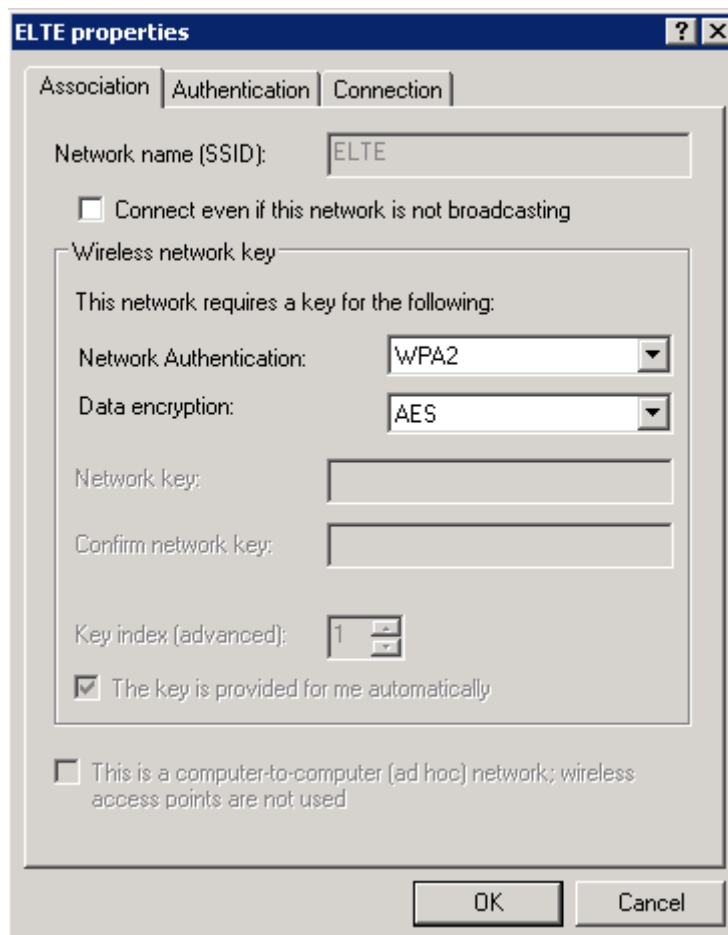 ELTE properties
Association Authentication Connection
Network name (SSID): ELTE
Connect even if this network is not broadcasting
Wireless network key
This network requires a key for the following:
Network Authentication: WPA2
Data encryption: AES
Network key:
Confirm network key:
Key index (advanced): 1
The key is provided for me automatically
This is a computer-to-computer (ad hoc) network; wireless
access points are not used
OK Cancel